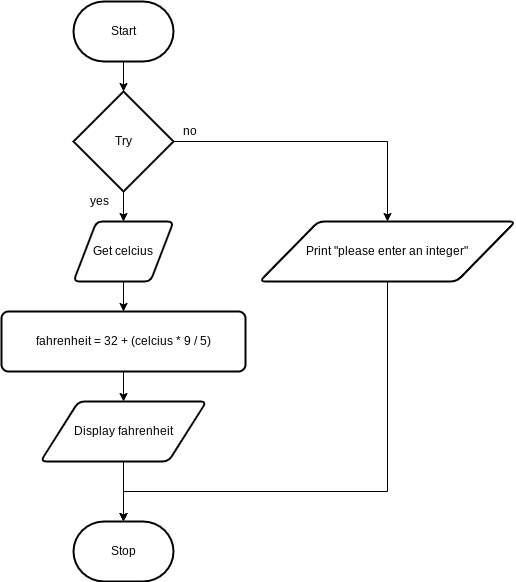 Start
Try
no
yes
Get celcius
Print "please enter an integer"
fahrenheit = 32 + (celcius * 9 / 5)
Display fahrenheit
Stop